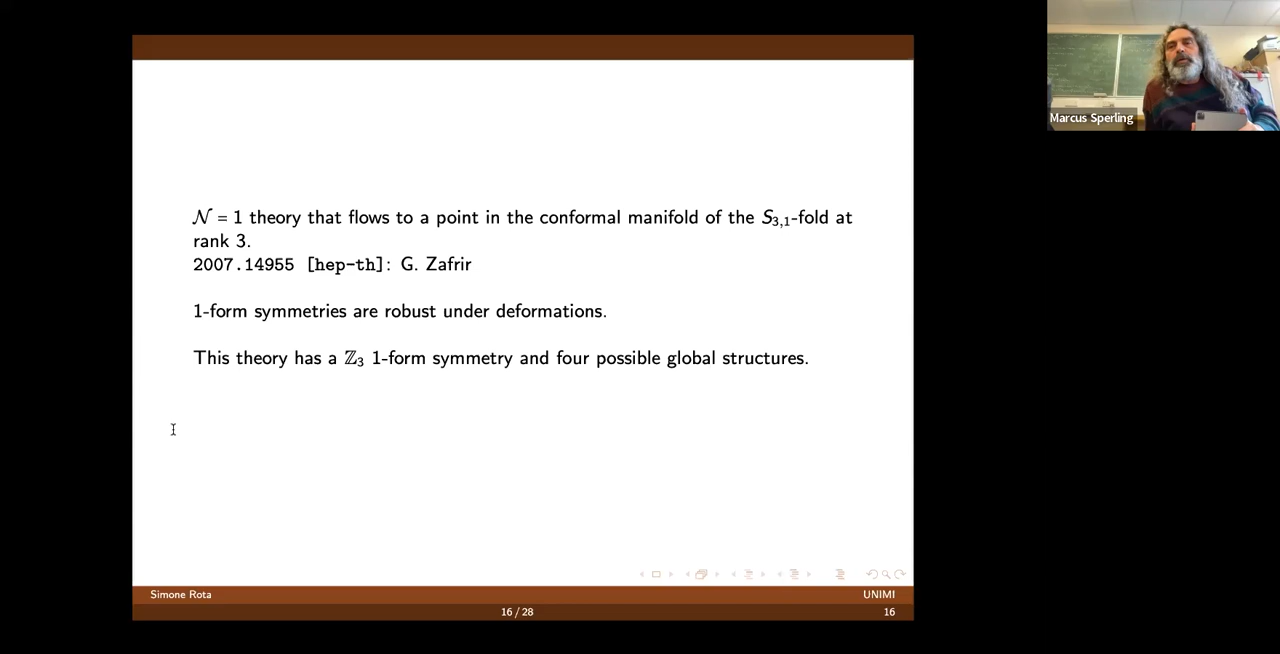 Marcus Sperling
𝒩 = 1 theory that flows to a point in the conformal manifold of the S₃,₁-fold at
rank 3.
2007.14955 [hep-th]: G. Zafrir
1-form symmetries are robust under deformations.
This theory has a ℤ₃ 1-form symmetry and four possible global structures.
Simone Rota
UNIMI
16 / 28
16